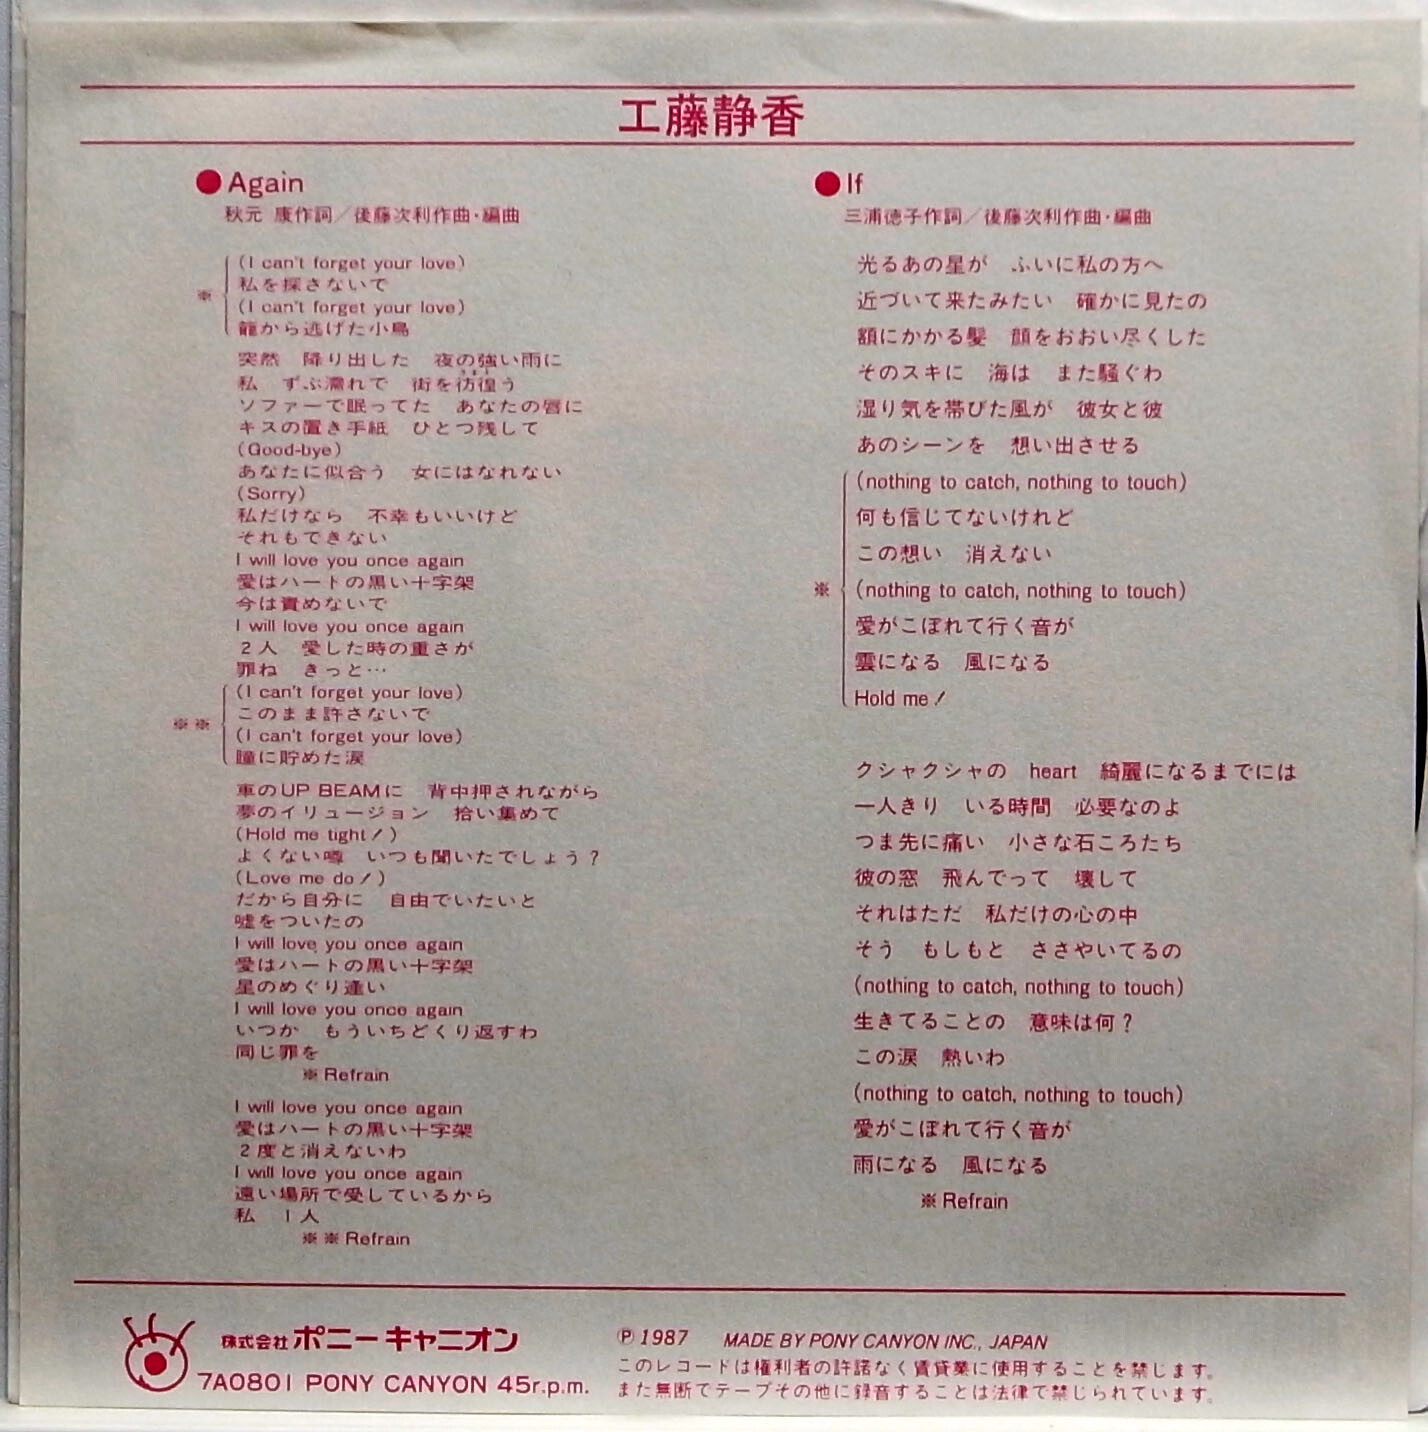 工藤静香
●Again
秋元 康作詞／後藤次利作曲・編曲
(I can't forget your love)
私を探さないで
※
(I can't forget your love)
籠から逃げた小鳥
突然　降り出した　夜の強い雨に
私　ずぶ濡れで　街を彷徨う
ソファーで眠ってた　あなたの唇に
キスの置き手紙　ひとつ残して
(Good-bye)
あなたに似合う　女にはなれない
(Sorry)
私だけなら　不幸もいいけど
それもできない
I will love you once again
愛はハートの黒い十字架
今は責めないで
I will love you once again
２人　愛した時の重さが
罪ね　きっと…
(I can't forget your love)
このまま許さないで
※※
(I can't forget your love)
瞳に貯めた涙
車のUP BEAMに　背中押されながら
夢のイリュージョン　拾い集めて
(Hold me tight！)
よくない噂　いつも聞いたでしょう？
(Love me do！)
だから自分に　自由でいたいと
嘘をついたの
I will love you once again
愛はハートの黒い十字架
星のめぐり逢い
I will love you once again
いつか　もういちどくり返すわ
同じ罪を
※Refrain
I will love you once again
愛はハートの黒い十字架
２度と消えないわ
I will love you once again
遠い場所で愛しているから
私　１人
※※Refrain
●If
三浦徳子作詞／後藤次利作曲・編曲
光るあの星が　ふいに私の方へ
近づいて来たみたい　確かに見たの
額にかかる髪　顔をおおい尽くした
そのスキに　海は　また騒ぐわ
湿り気を帯びた風が　彼女と彼
あのシーンを　想い出させる
(nothing to catch, nothing to touch)
何も信じてないけれど
この想い　消えない
※
(nothing to catch, nothing to touch)
愛がこぼれて行く音が
雲になる　風になる
Hold me！
クシャクシャの　heart　綺麗になるまでには
一人きり　いる時間　必要なのよ
つま先に痛い　小さな石ころたち
彼の窓　飛んでって　壊して
それはただ　私だけの心の中
そう　もしもと　ささやいてるの
(nothing to catch, nothing to touch)
生きてることの　意味は何？
この涙　熱いわ
(nothing to catch, nothing to touch)
愛がこぼれて行く音が
雨になる　風になる
※Refrain
株式会社ポニーキャニオン
7A0801 PONY CANYON 45r.p.m.
Ⓟ1987 MADE BY PONY CANYON INC., JAPAN
このレコードは権利者の許諾なく賃貸業に使用することを禁じます。
また無断でテープその他に録音することは法律で禁じられています。